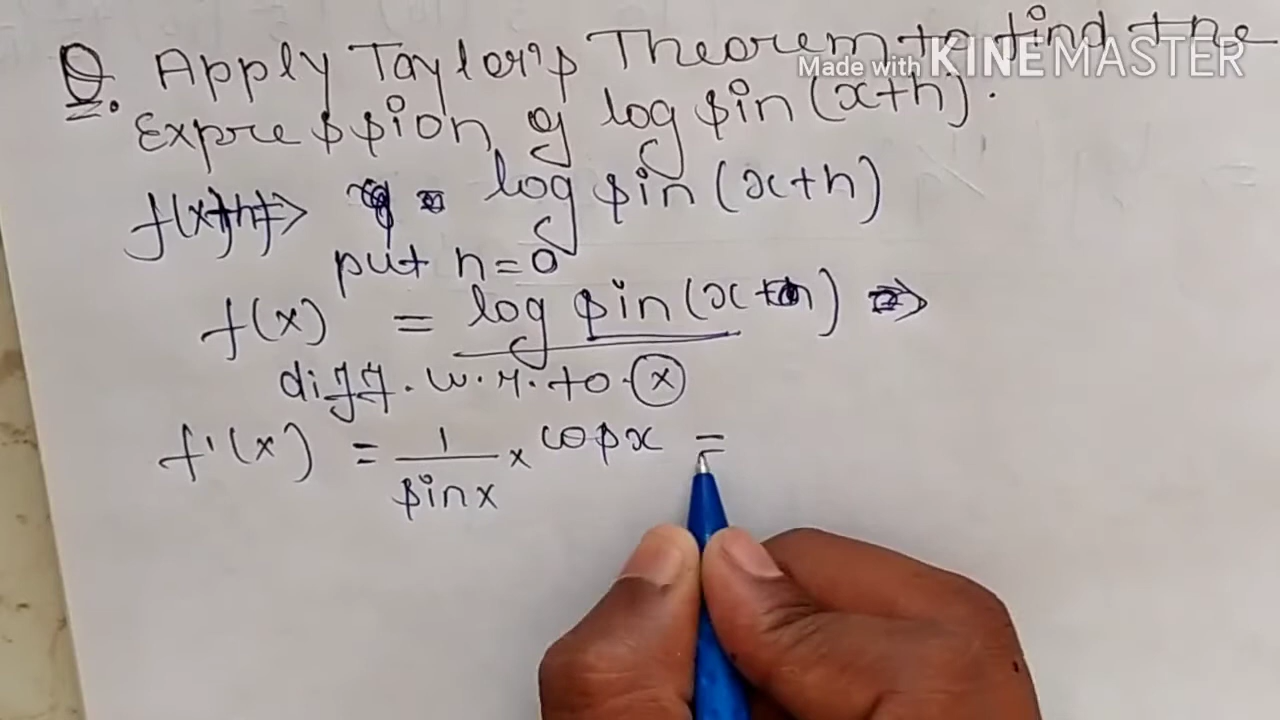 Q. Apply Taylor's Theorem to find the
Made with KINEMASTER
Expression of log sin (x+h).
f(x+h) = log sin (x+h)
put h=0
f(x) = log sin (x+0) =>
diff. w.r. to. x
f'(x) = 1/sinx × cosx =